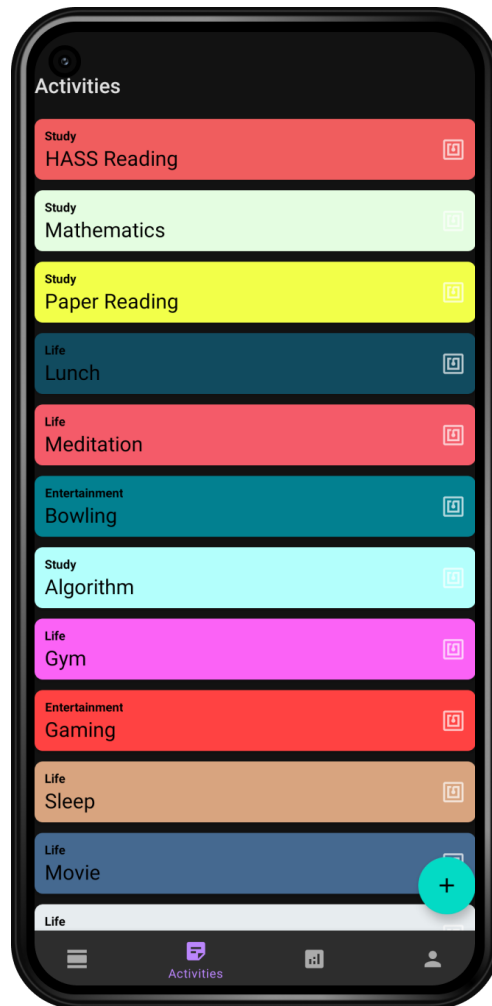 Activities
Study
HASS Reading
Study
Mathematics
Study
Paper Reading
Life
Lunch
Life
Meditation
Entertainment
Bowling
Study
Algorithm
Life
Gym
Entertainment
Gaming
Life
Sleep
Life
Movie
Life
Activities